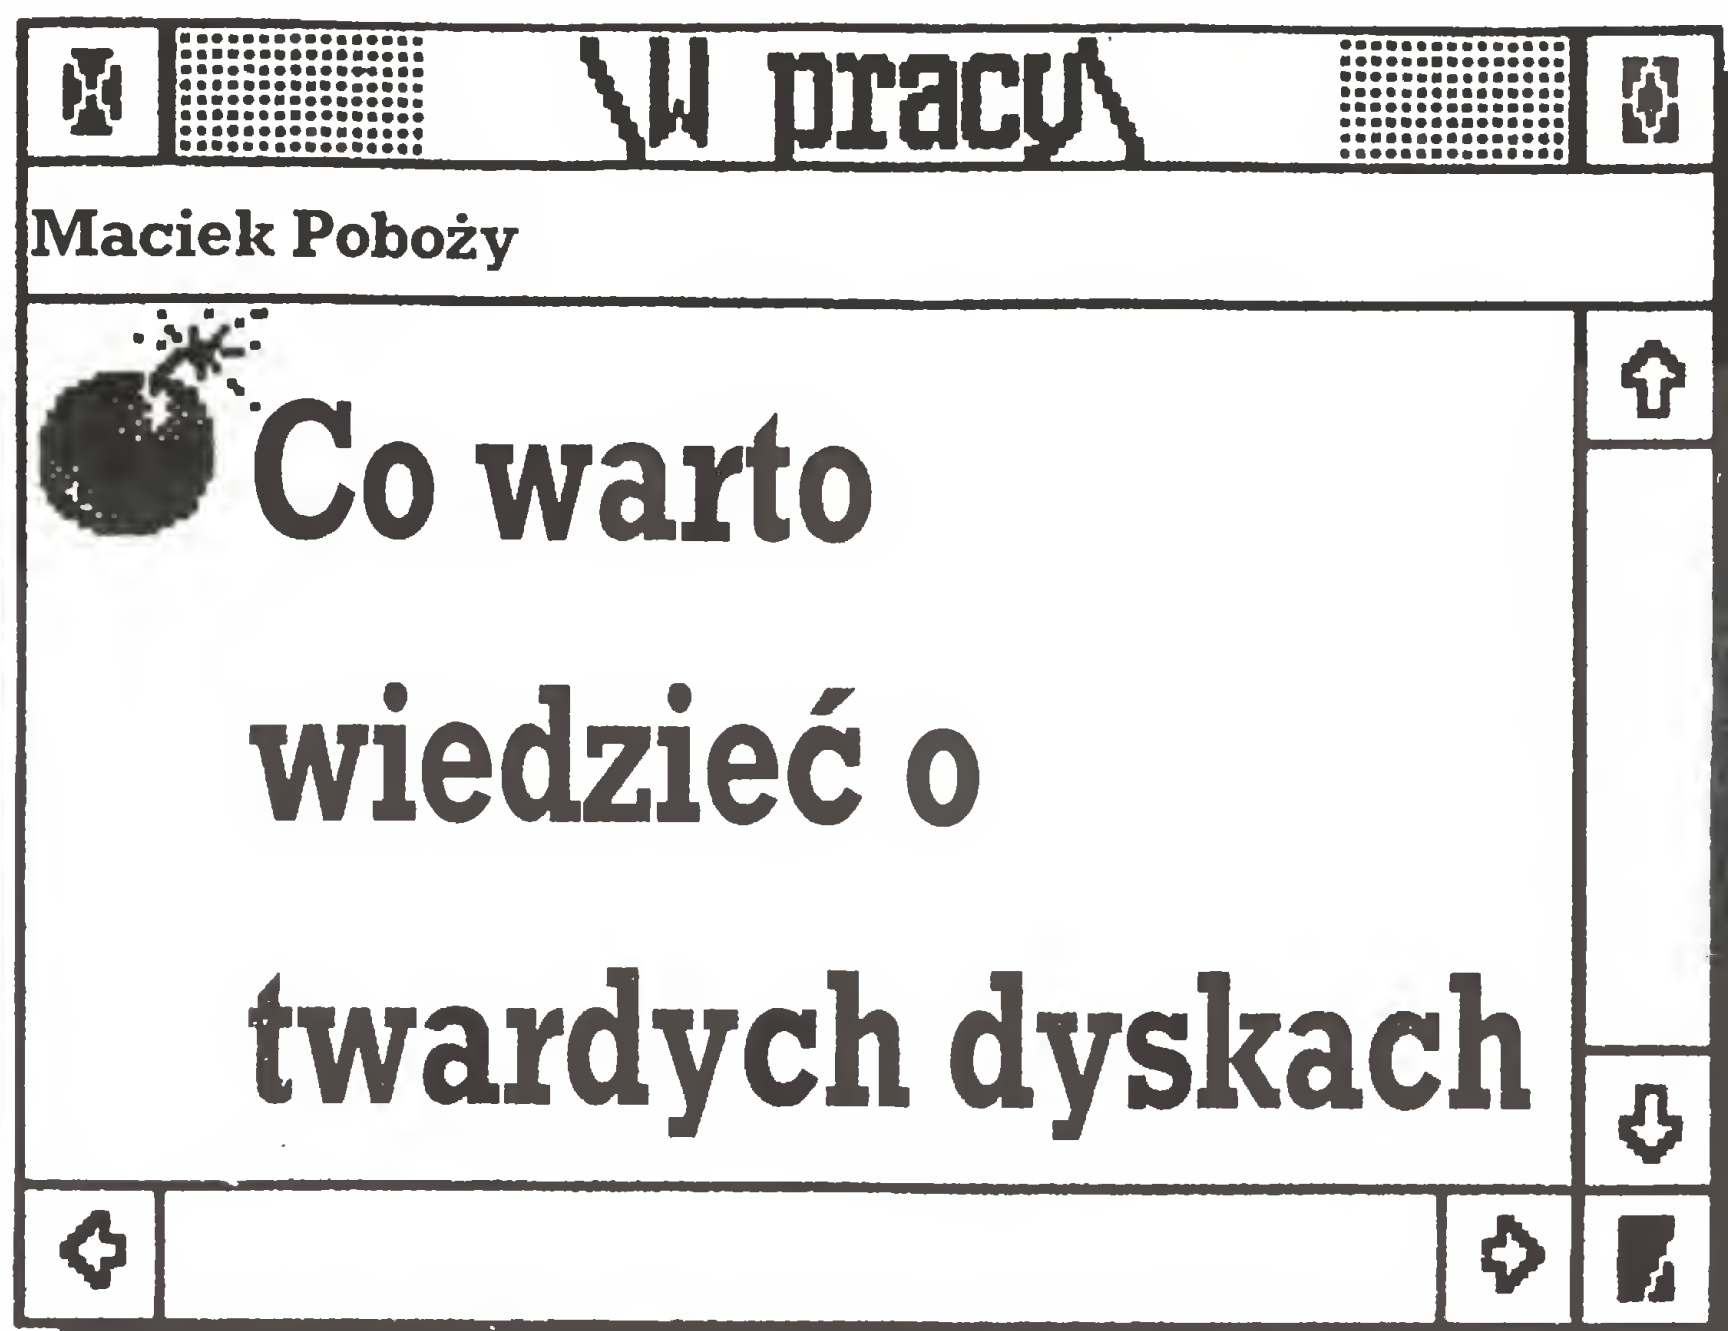 \W pracy\
Maciek Poboży
Co warto
wiedzieć o
twardych dyskach